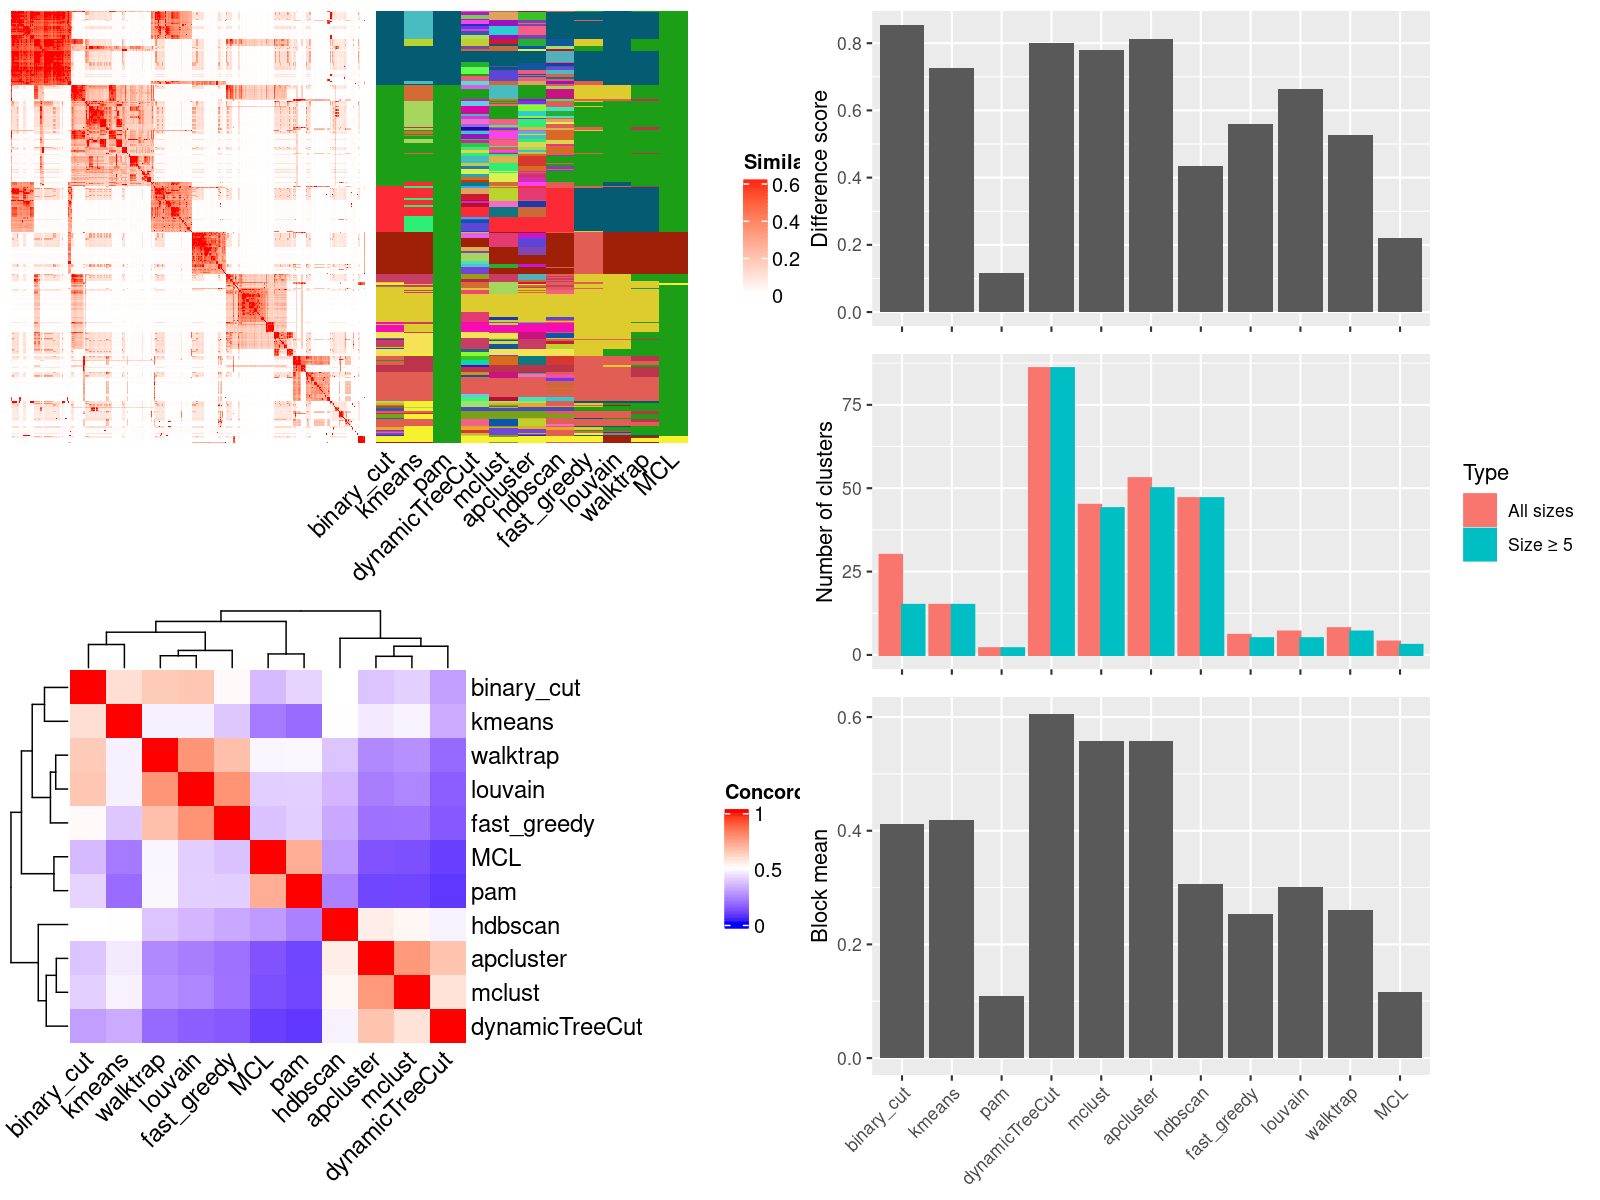 Simila
0.6
0.4
0.2
0
binary_cut
kmeans
pam
dynamicTreeCut
mclust
apcluster
hdbscan
fast_greedy
louvain
walktrap
MCL
Difference score
0.8
0.6
0.4
0.2
0.0
Number of clusters
75
50
25
0
Type
All sizes
Size ≥ 5
binary_cut
kmeans
walktrap
louvain
fast_greedy
MCL
pam
hdbscan
apcluster
mclust
dynamicTreeCut
binary_cut
kmeans
walktrap
louvain
fast_greedy
MCL
pam
hdbscan
apcluster
mclust
dynamicTreeCut
Concord
1
0.5
0
Block mean
0.6
0.4
0.2
0.0
binary_cut
kmeans
pam
dynamicTreeCut
mclust
apcluster
hdbscan
fast_greedy
louvain
walktrap
MCL